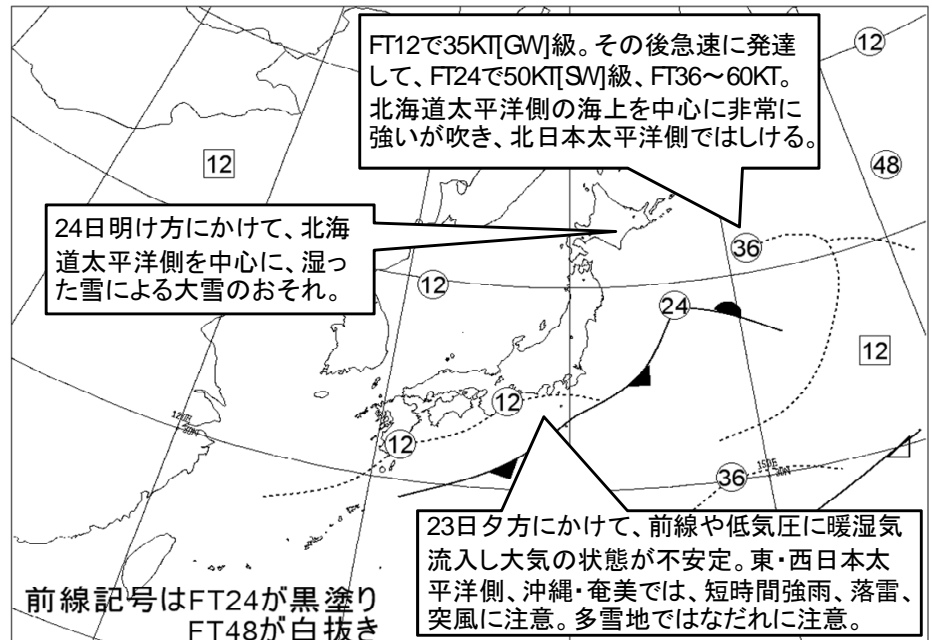 FT12で35KT[GW]級。その後急速に発達
して、FT24で50KT[SW]級、FT36～60KT。
北海道太平洋側の海上を中心に非常に
強いが吹き、北日本太平洋側ではしける。
12
48
12
24日明け方にかけて、北海
道太平洋側を中心に、湿っ
た雪による大雪のおそれ。
36
12
24
12
12
12
120E
30N
150E
30N
36
23日夕方にかけて、前線や低気圧に暖湿気
流入し大気の状態が不安定。東・西日本太
平洋側、沖縄・奄美では、短時間強雨、落雷、
突風に注意。多雪地ではなだれに注意。
前線記号はFT24が黒塗り
FT48が白抜き